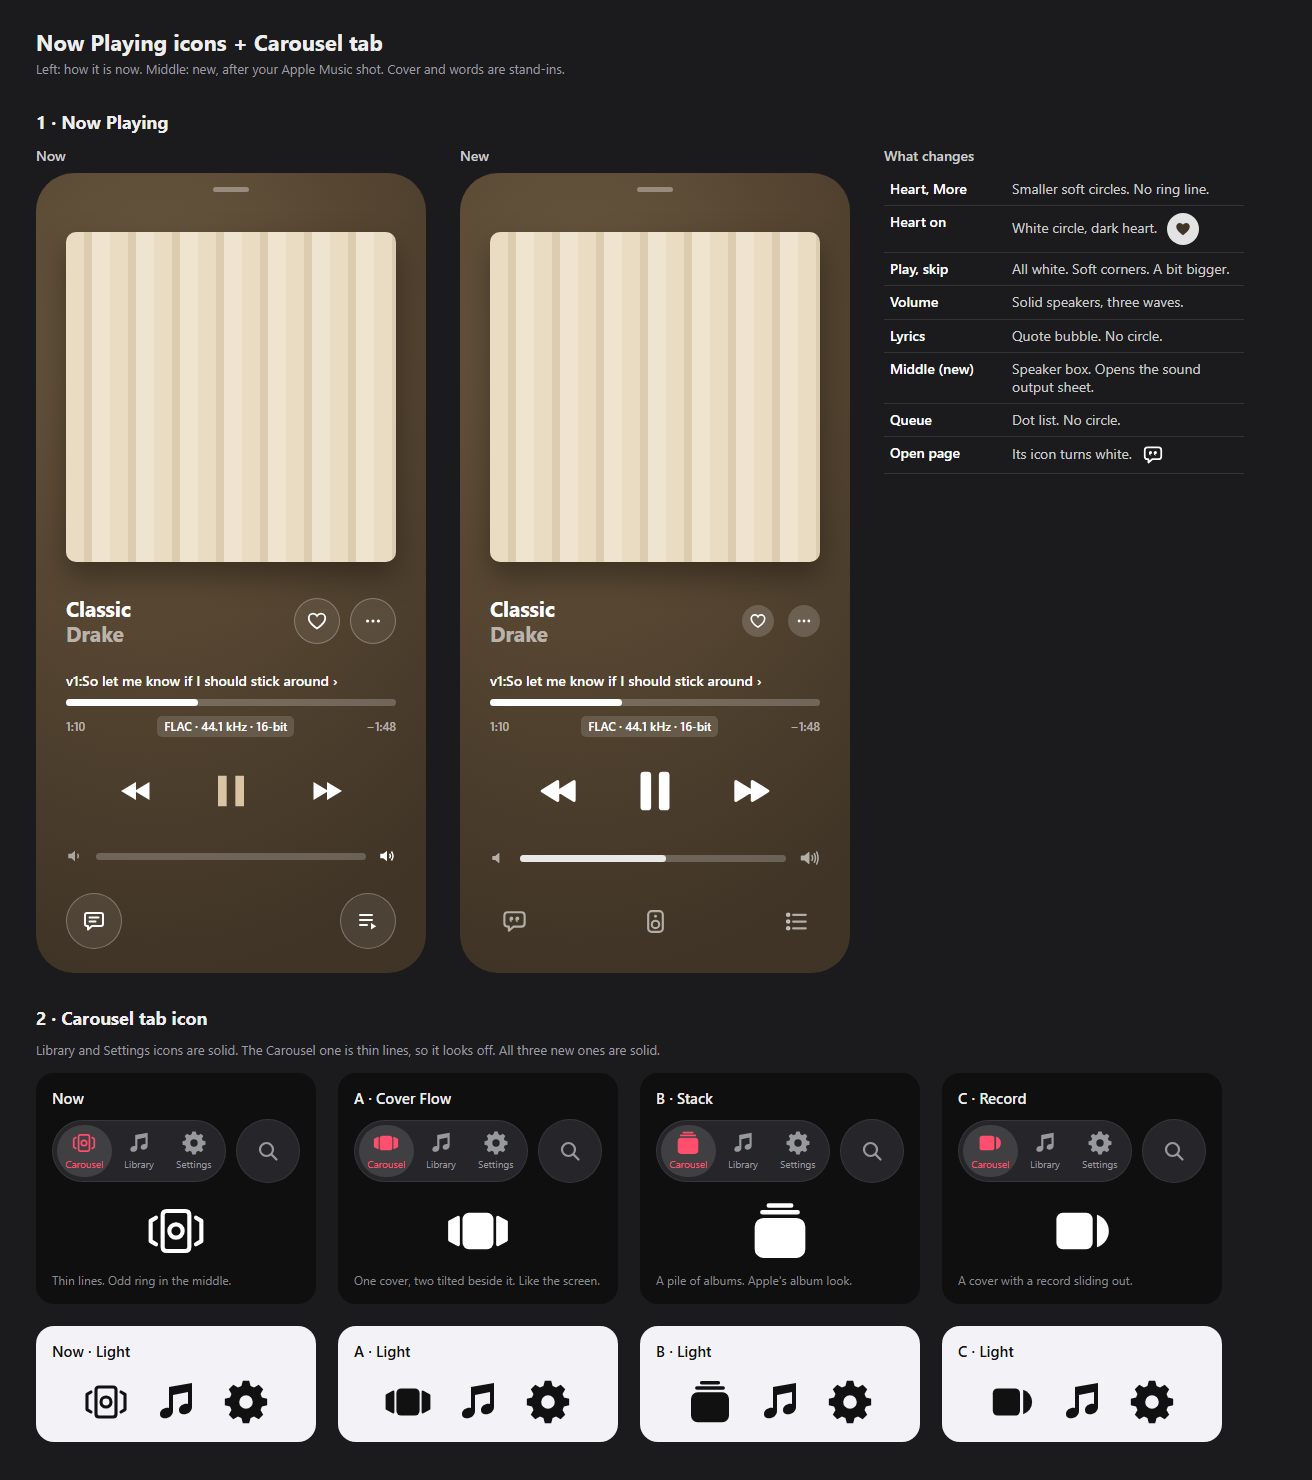 Now Playing icons + Carousel tab
Left: how it is now. Middle: new, after your Apple Music shot. Cover and words are stand-ins.
1 · Now Playing
Now
Classic
Drake
v1:So let me know if I should stick around ›
1:10
FLAC · 44.1 kHz · 16-bit
−1:48
New
Classic
Drake
v1:So let me know if I should stick around ›
1:10
FLAC · 44.1 kHz · 16-bit
−1:48
What changes
Heart, More
Smaller soft circles. No ring line.
Heart on
White circle, dark heart.
Play, skip
All white. Soft corners. A bit bigger.
Volume
Solid speakers, three waves.
Lyrics
Quote bubble. No circle.
Middle (new)
Speaker box. Opens the sound
output sheet.
Queue
Dot list. No circle.
Open page
Its icon turns white.
2 · Carousel tab icon
Library and Settings icons are solid. The Carousel one is thin lines, so it looks off. All three new ones are solid.
Now
Carousel
Library
Settings
Thin lines. Odd ring in the middle.
A · Cover Flow
Carousel
Library
Settings
One cover, two tilted beside it. Like the screen.
B · Stack
Carousel
Library
Settings
A pile of albums. Apple's album look.
C · Record
Carousel
Library
Settings
A cover with a record sliding out.
Now · Light
A · Light
B · Light
C · Light